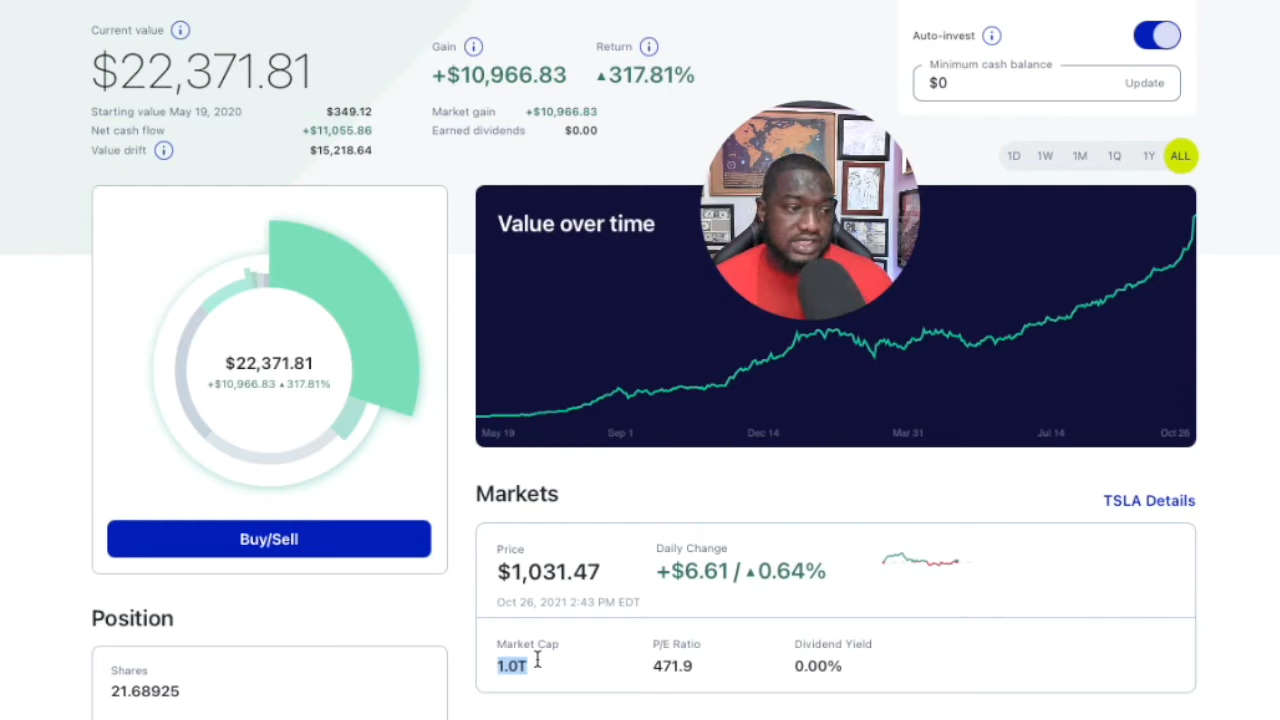 Current value
$22,371.81
Starting value May 19, 2020 $349.12
Net cash flow +$11,055.86
Value drift $15,218.64
Gain
+$10,966.83
Return
▲317.81%
Market gain +$10,966.83
Earned dividends $0.00
Auto-invest
Minimum cash balance
$0 Update
1D 1W 1M 1Q 1Y ALL
$22,371.81
+$10,966.83 ▲317.81%
Buy/Sell
Value over time
May 19 Sep 1 Dec 14 Mar 31 Jul 14 Oct 26
Markets
TSLA Details
Price
$1,031.47
Oct 26, 2021 2:43 PM EDT
Daily Change
+$6.61 / ▲0.64%
Market Cap
1.0T
P/E Ratio
471.9
Dividend Yield
0.00%
Position
Shares
21.68925